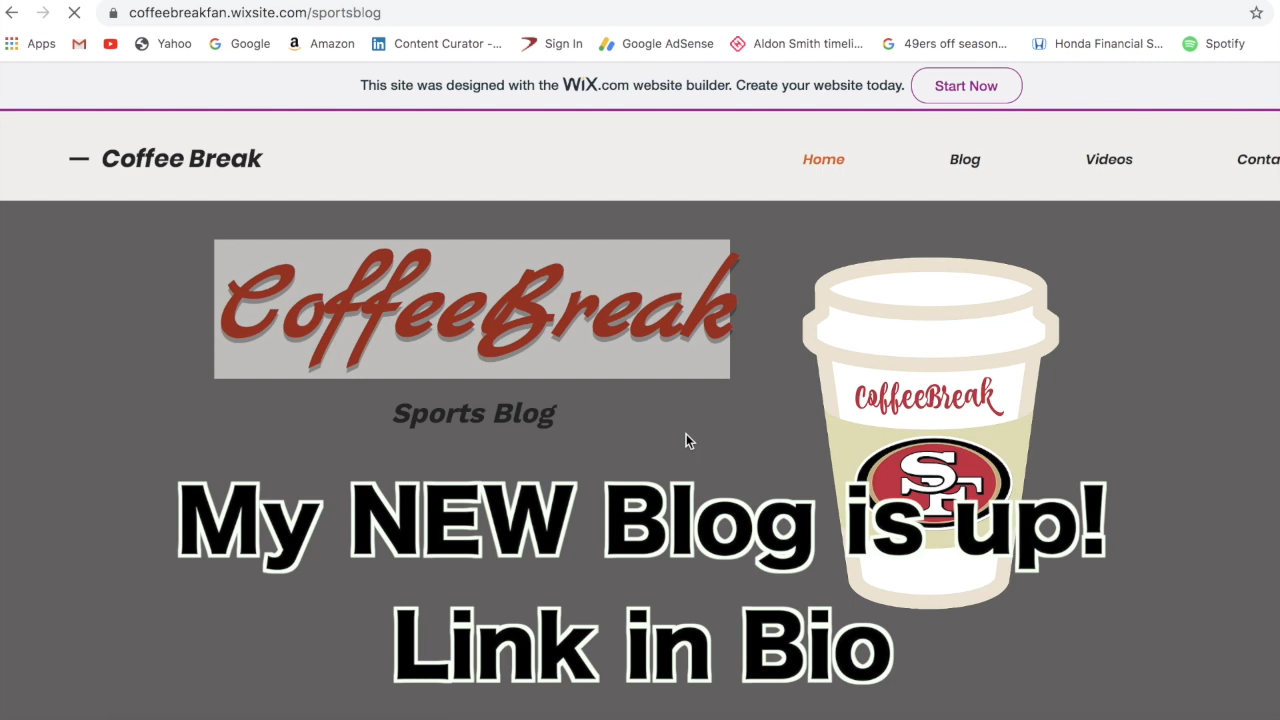 coffeebreakfan.wixsite.com/sportsblog
Apps Yahoo Google Amazon Content Curator -... Sign In Google AdSense Aldon Smith timeli... 49ers off season... Honda Financial S... Spotify
This site was designed with the WiX.com website builder. Create your website today. Start Now
Coffee Break Home Blog Videos Conta
CoffeeBreak
Sports Blog
CoffeeBreak
SF
My NEW Blog is up!
Link in Bio